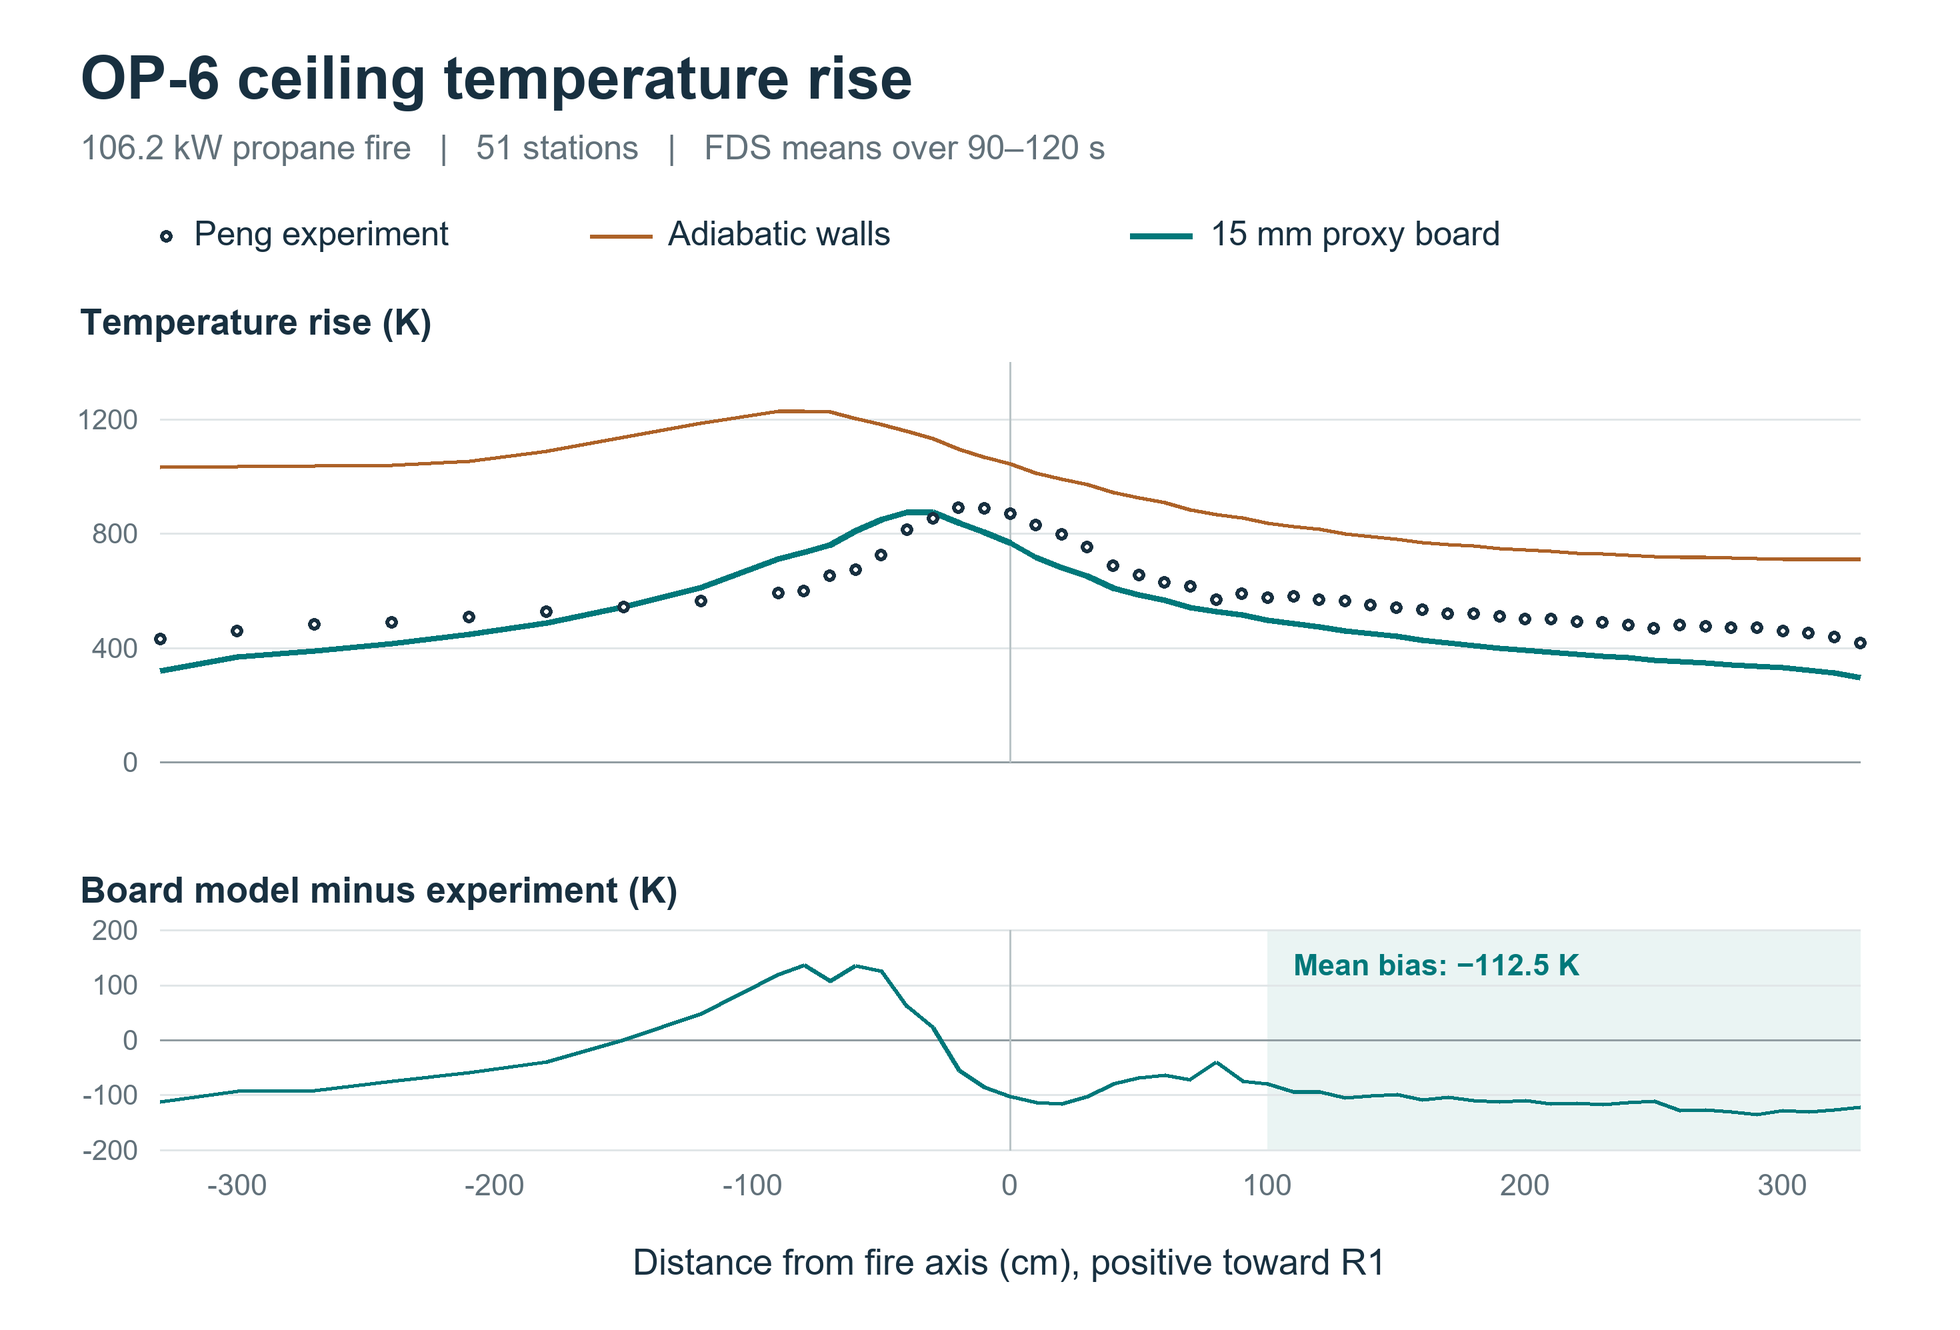 OP-6 ceiling temperature rise
106.2 kW propane fire | 51 stations | FDS means over 90–120 s
Peng experiment Adiabatic walls 15 mm proxy board
Temperature rise (K)
1200
800
400
0
Board model minus experiment (K)
200
Mean bias: −112.5 K
100
0
-100
-200
-300 -200 -100 0 100 200 300
Distance from fire axis (cm), positive toward R1